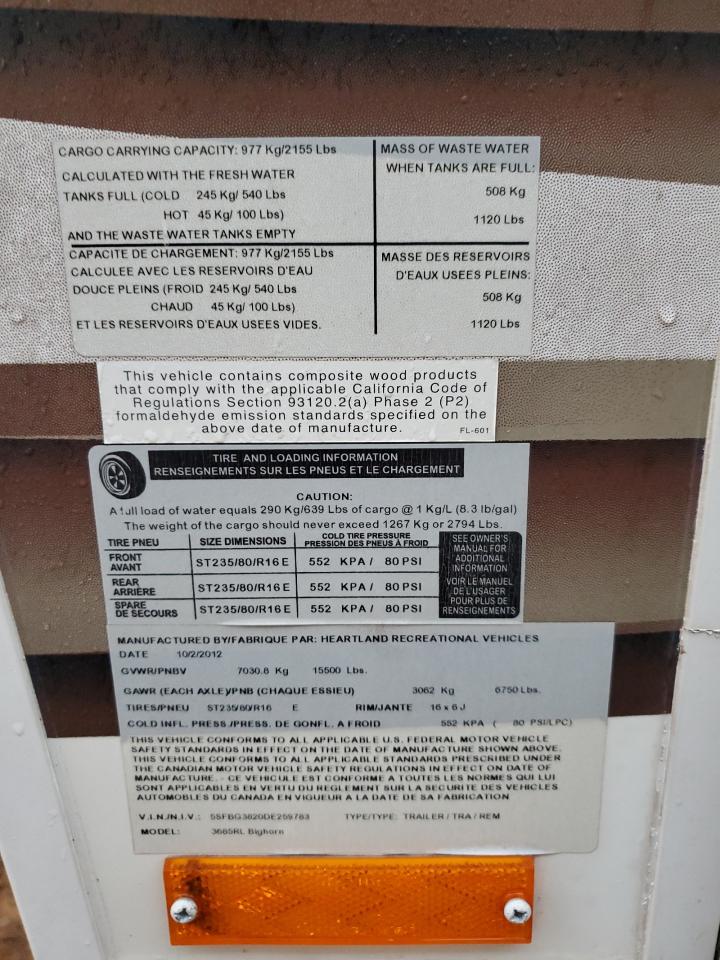 CARGO CARRYING CAPACITY: 977 Kg/2155 Lbs
CALCULATED WITH THE FRESH WATER
TANKS FULL (COLD 245 Kg/ 540 Lbs
HOT 45 Kg/ 100 Lbs)
AND THE WASTE WATER TANKS EMPTY
MASS OF WASTE WATER
WHEN TANKS ARE FULL:
508 Kg
1120 Lbs
CAPACITE DE CHARGEMENT: 977 Kg/2155 Lbs
CALCULEE AVEC LES RESERVOIRS D'EAU
DOUCE PLEINS (FROID 245 Kg/ 540 Lbs
CHAUD 45 Kg/ 100 Lbs)
ET LES RESERVOIRS D'EAUX USEES VIDES.
MASSE DES RESERVOIRS
D'EAUX USEES PLEINS:
508 Kg
1120 Lbs
This vehicle contains composite wood products
that comply with the applicable California Code of
Regulations Section 93120.2(a) Phase 2 (P2)
formaldehyde emission standards specified on the
above date of manufacture.
FL-601
TIRE AND LOADING INFORMATION
RENSEIGNEMENTS SUR LES PNEUS ET LE CHARGEMENT
CAUTION:
A full load of water equals 290 Kg/639 Lbs of cargo @ 1 Kg/L (8.3 lb/gal)
The weight of the cargo should never exceed 1267 Kg or 2794 Lbs.
TIRE PNEU SIZE DIMENSIONS COLD TIRE PRESSURE
PRESSION DES PNEUS À FROID
FRONT
AVANT
ST235/80/R16 E 552 KPA / 80 PSI
REAR
ARRIÈRE
ST235/80/R16 E 552 KPA / 80 PSI
SPARE
DE SECOURS
ST235/80/R16 E 552 KPA / 80 PSI
SEE OWNER'S
MANUAL FOR
ADDITIONAL
INFORMATION
VOIR LE MANUEL
DE L'USAGER
POUR PLUS DE
RENSEIGNEMENTS
MANUFACTURED BY/FABRIQUE PAR: HEARTLAND RECREATIONAL VEHICLES
DATE 10/2/2012
GVWR/PNBV 7030.8 Kg 15500 Lbs.
GAWR (EACH AXLE)/PNB (CHAQUE ESSIEU) 3062 Kg 6750 Lbs.
TIRES/PNEU ST235/80/R16 E RIM/JANTE 16 x 6 J
COLD INFL. PRESS./PRESS. DE GONFL. A FROID 552 KPA ( 80 PSI/LPC)
THIS VEHICLE CONFORMS TO ALL APPLICABLE U.S. FEDERAL MOTOR VEHICLE
SAFETY STANDARDS IN EFFECT ON THE DATE OF MANUFACTURE SHOWN ABOVE.
THIS VEHICLE CONFORMS TO ALL APPLICABLE STANDARDS PRESCRIBED UNDER
THE CANADIAN MOTOR VEHICLE SAFETY REGULATIONS IN EFFECT ON DATE OF
MANUFACTURE. - CE VEHICULE EST CONFORME A TOUTES LES NORMES QUI LUI
SONT APPLICABLES EN VERTU DU REGLEMENT SUR LA SECURITE DES VEHICLES
AUTOMOBILES DU CANADA EN VIGUEUR A LA DATE DE SA FABRICATION
V.I.N./N.I.V.: 5SFBG3820DE259783 TYPE/TYPE: TRAILER / TRA / REM
MODEL: 3685RL Bighorn